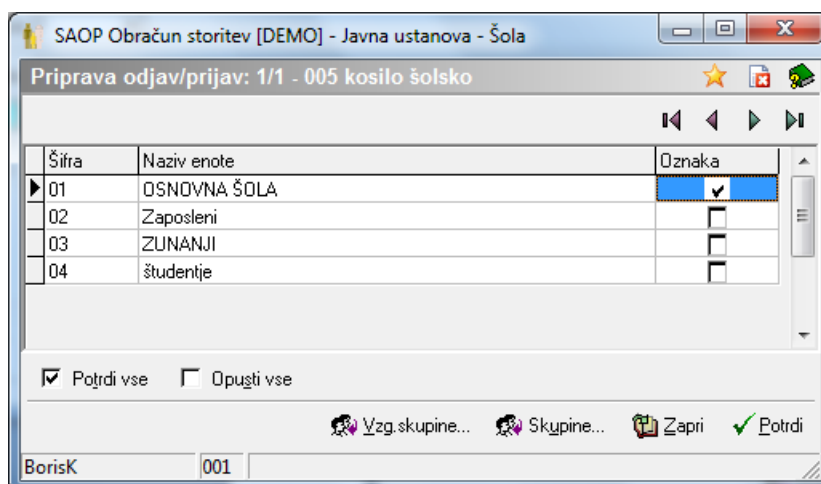 SAOP Obračun storitev [DEMO] - Javna ustanova - Šola
Priprava odjav/prijav: 1/1 - 005 kosilo šolsko
Šifra Naziv enote Oznaka
01 OSNOVNA ŠOLA
02 Zaposleni
03 ZUNANJI
04 študentje
Potrdi vse Opusti vse
Vzg.skupine... Skupine... Zapri Potrdi
BorisK 001